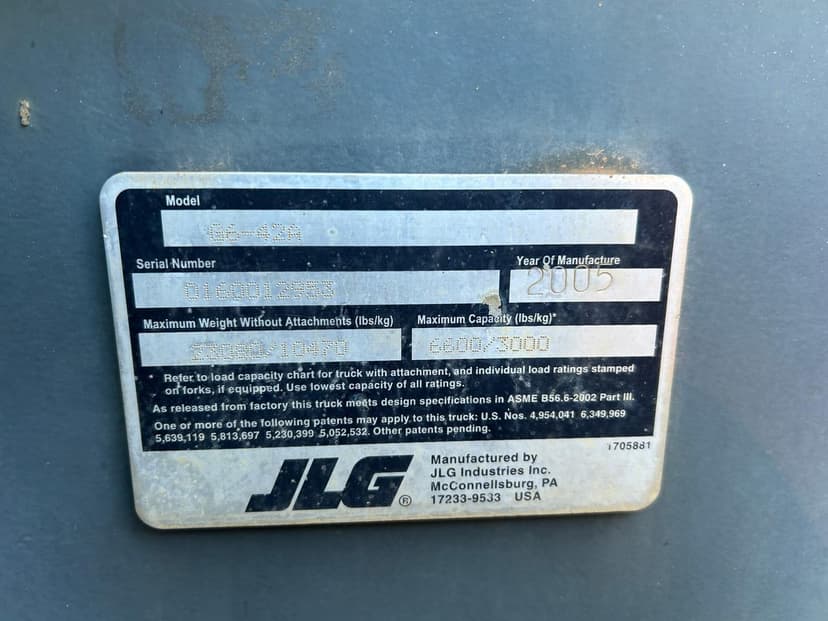 Model
G6-42A
Serial Number
Year Of Manufacture
0160012953
2005
Maximum Weight Without Attachments (lbs/kg)
Maximum Capacity (lbs/kg)*
23080/10470
6600/3000
Refer to load capacity chart for truck with attachment, and individual load ratings stamped
on forks, if equipped. Use lowest capacity of all ratings.
As released from factory this truck meets design specifications in ASME B56.6-2002 Part III.
One or more of the following patents may apply to this truck: U.S. Nos. 4,954,041 6,349,969
5,639,119 5,813,697 5,230,399 5,052,532. Other patents pending.
1705881
JLG®
Manufactured by
JLG Industries Inc.
McConnellsburg, PA
17233-9533 USA